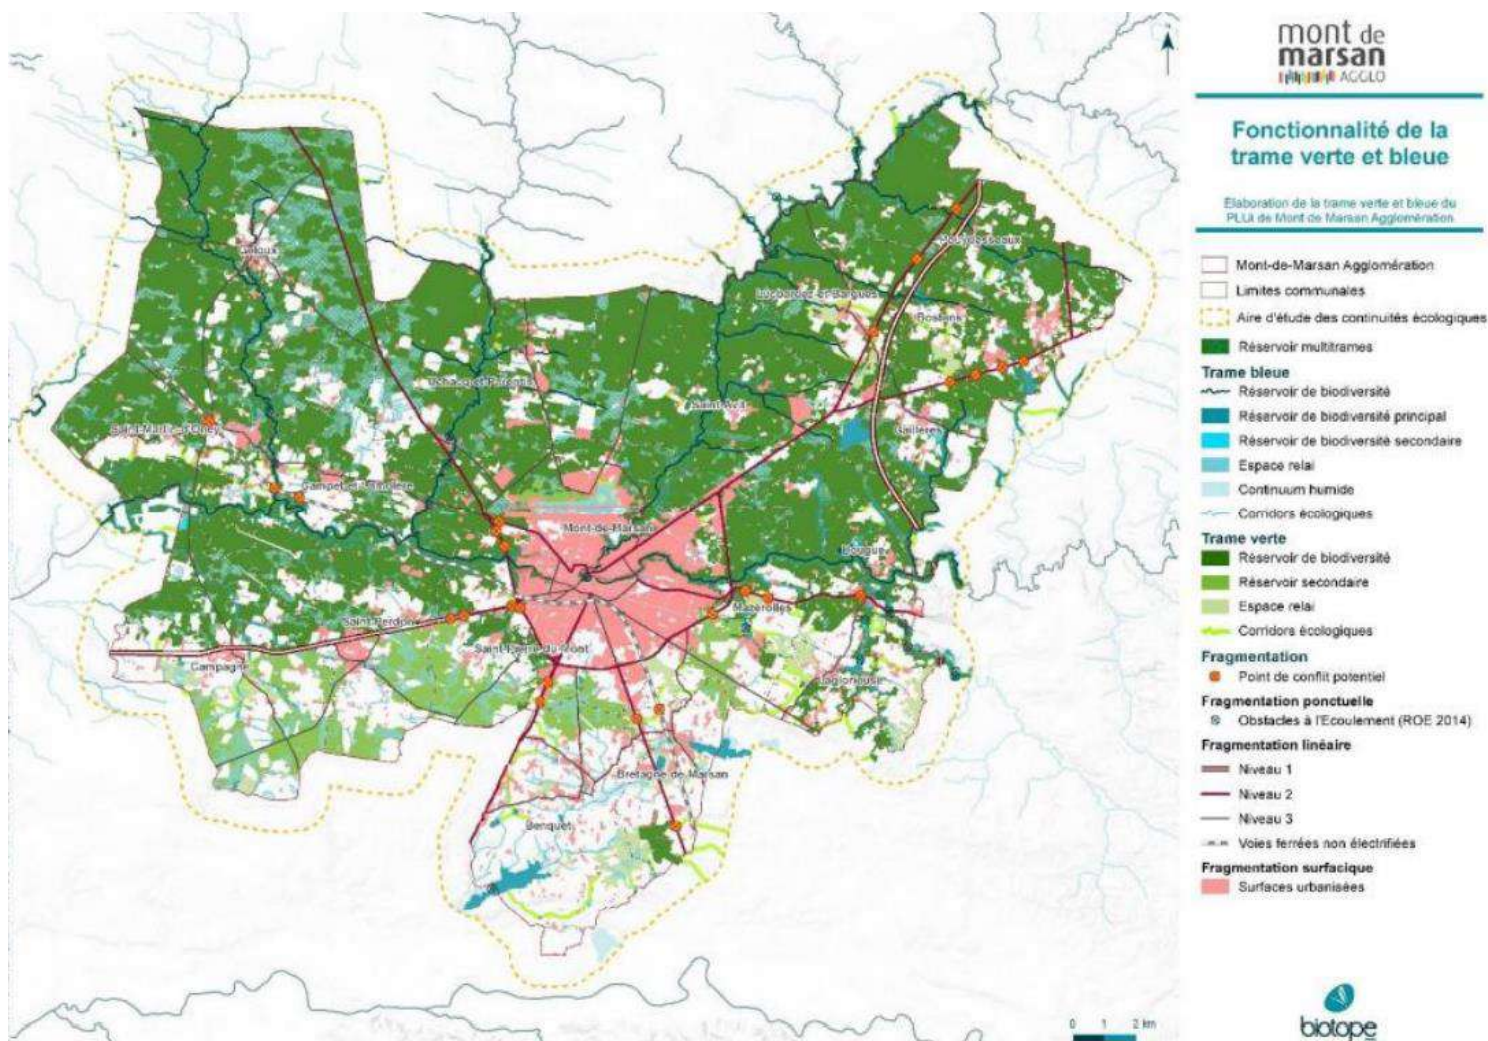 mont de
marsan
AGGLO
Fonctionnalité de la
trame verte et bleue
Élaboration de la trame verte et bleue du
PLUi de Mont de Marsan Agglomération
Mont-de-Marsan Agglomération
Limites communales
Aire d'étude des continuités écologiques
Réservoir multitrames
Trame bleue
Réservoir de biodiversité
Réservoir de biodiversité principal
Réservoir de biodiversité secondaire
Espace relai
Continuum humide
Corridors écologiques
Trame verte
Réservoir de biodiversité
Réservoir secondaire
Espace relai
Corridors écologiques
Fragmentation
Point de conflit potentiel
Fragmentation ponctuelle
Obstacles à l'Ecoulement (ROE 2014)
Fragmentation linéaire
Niveau 1
Niveau 2
Niveau 3
Voies ferrées non électrifiées
Fragmentation surfacique
Surfaces urbanisées
biotope
Pouydesseaux
Lucbardez-et-Bargues
Bostens
Uchacq-et-Parentis
Saint-Avit
Saint-Martin-d'Oney
Gaillères
Campet-et-Lamolère
Mont-de-Marsan
Bougue
Mazerolles
Saint-Perdon
Saint-Pierre-du-Mont
Campagne
Laglorieuse
Bretagne-de-Marsan
Benquet
0 1 2 km